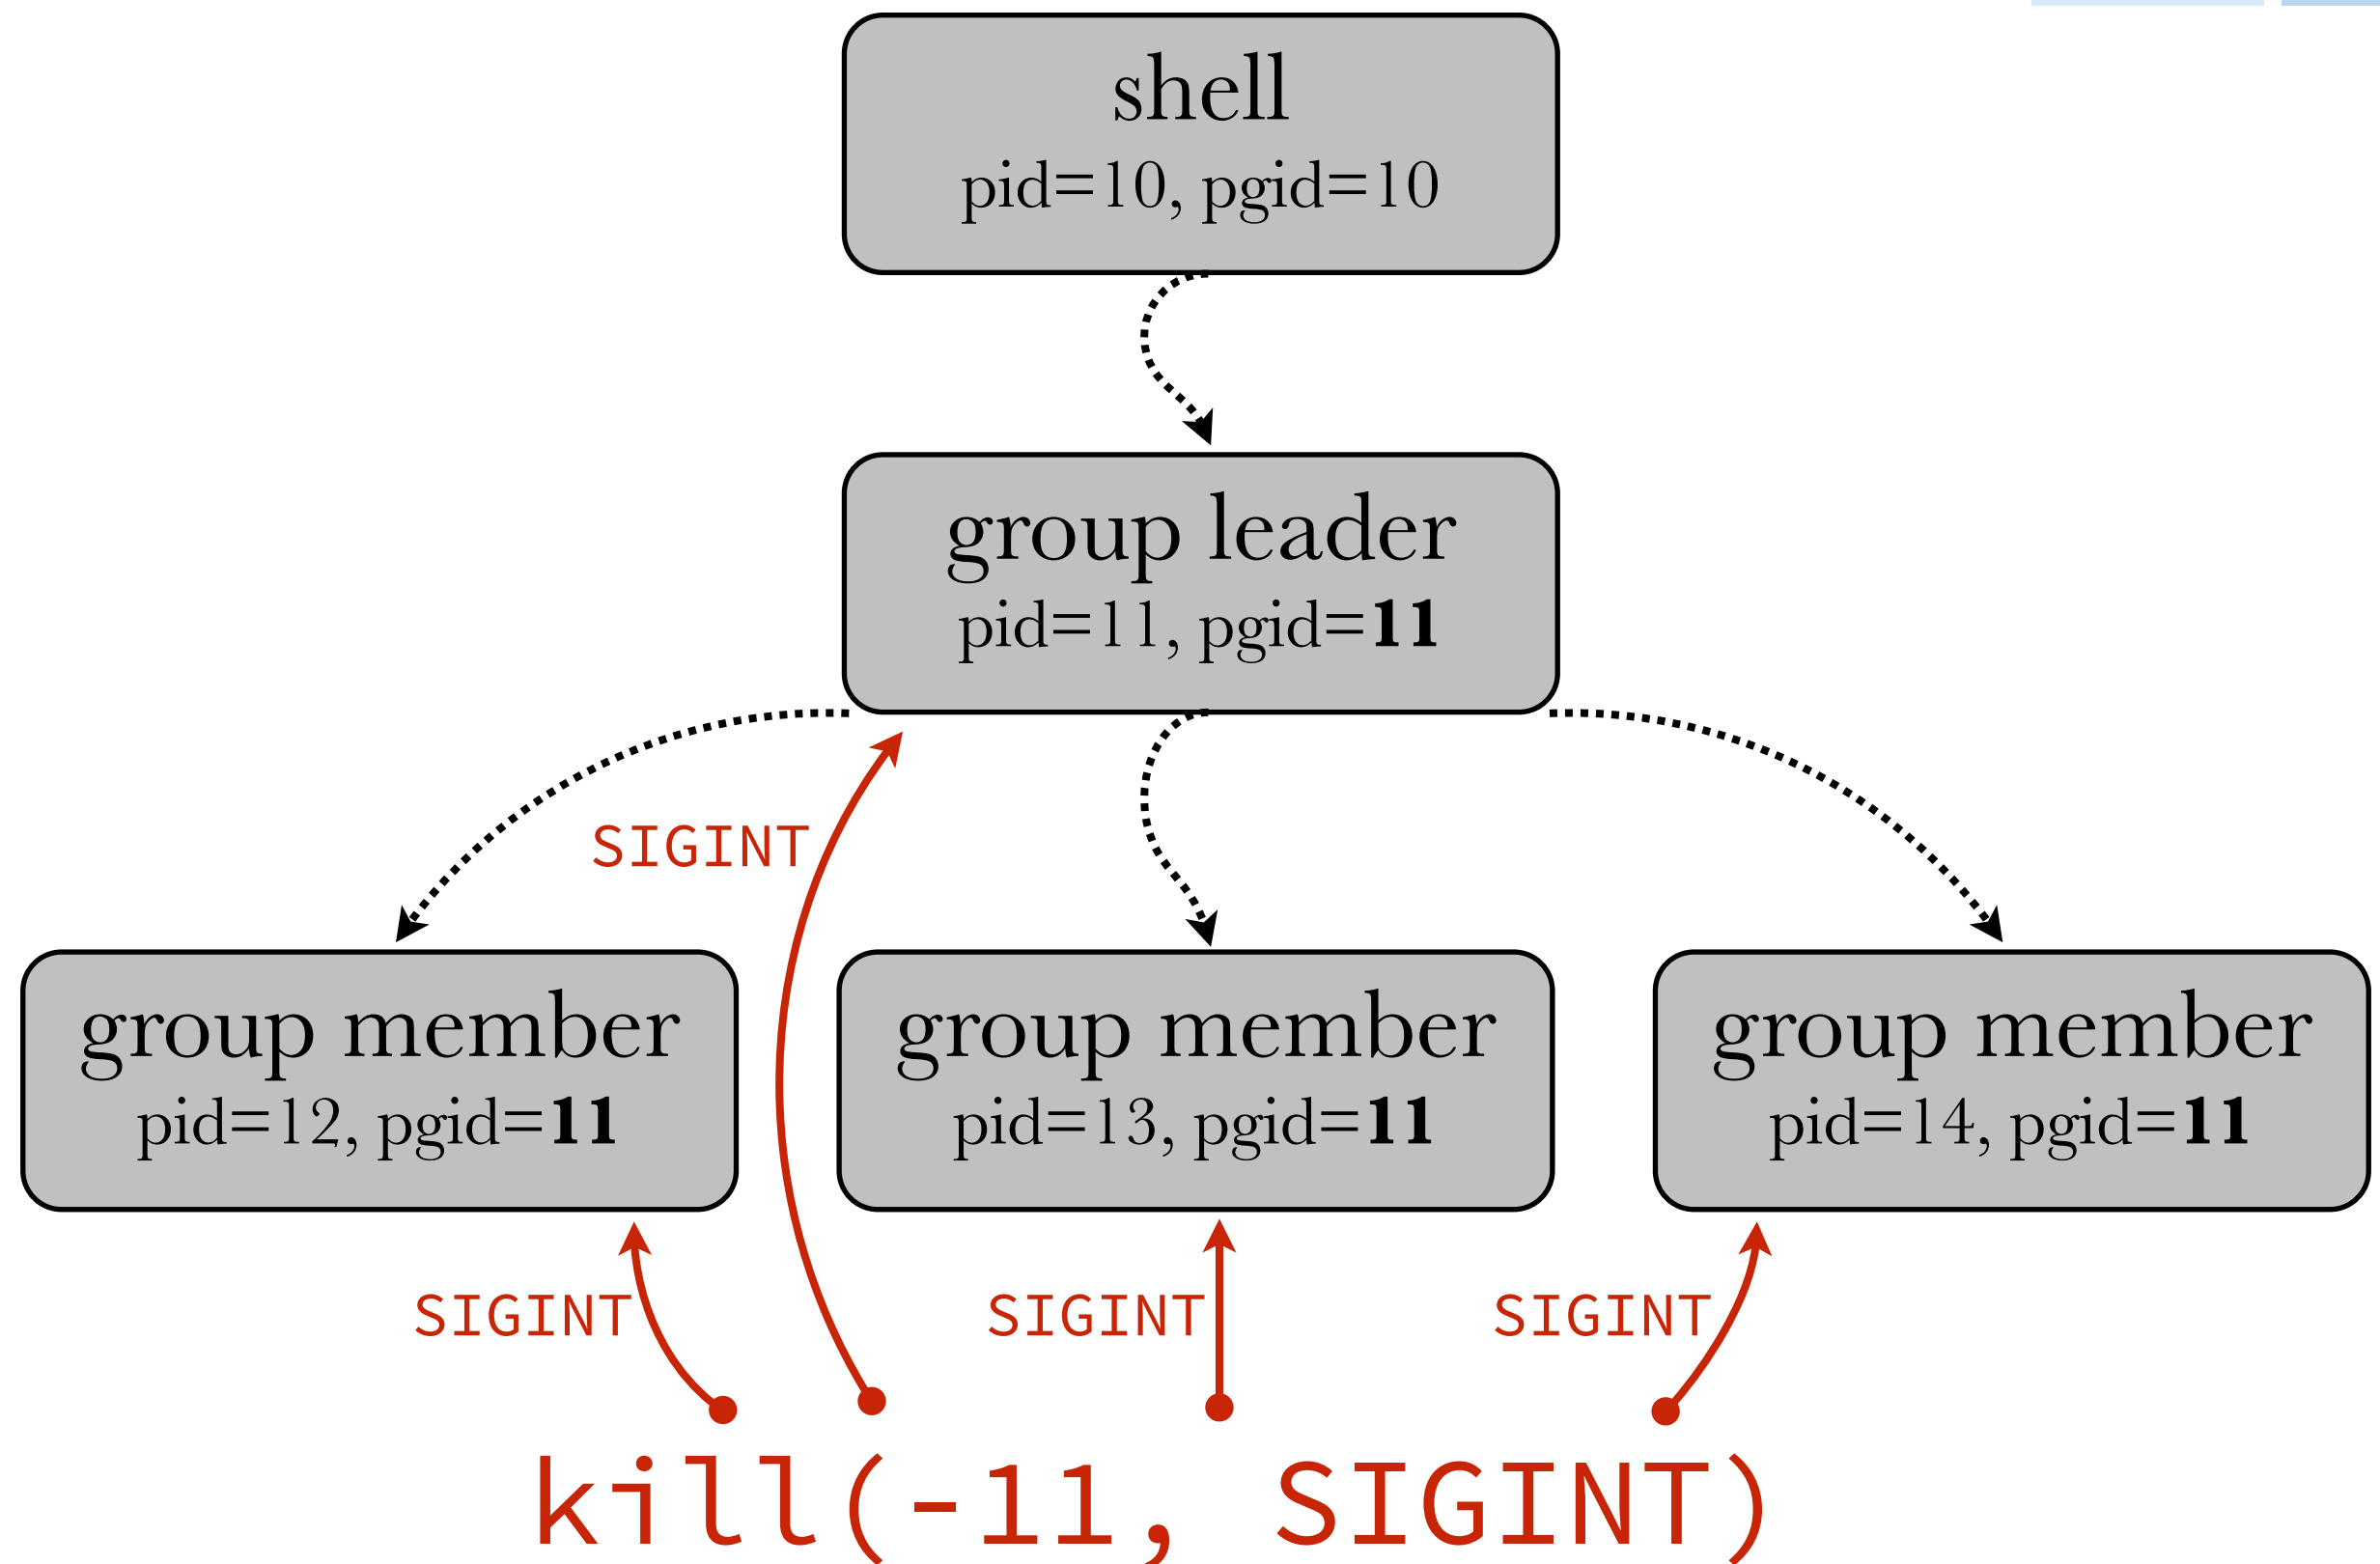 shell
pid=10, pgid=10
group leader
pid=11, pgid=11
SIGINT
group member
pid=12, pgid=11
group member
pid=13, pgid=11
group member
pid=14, pgid=11
SIGINT
SIGINT
SIGINT
kill(-11, SIGINT)